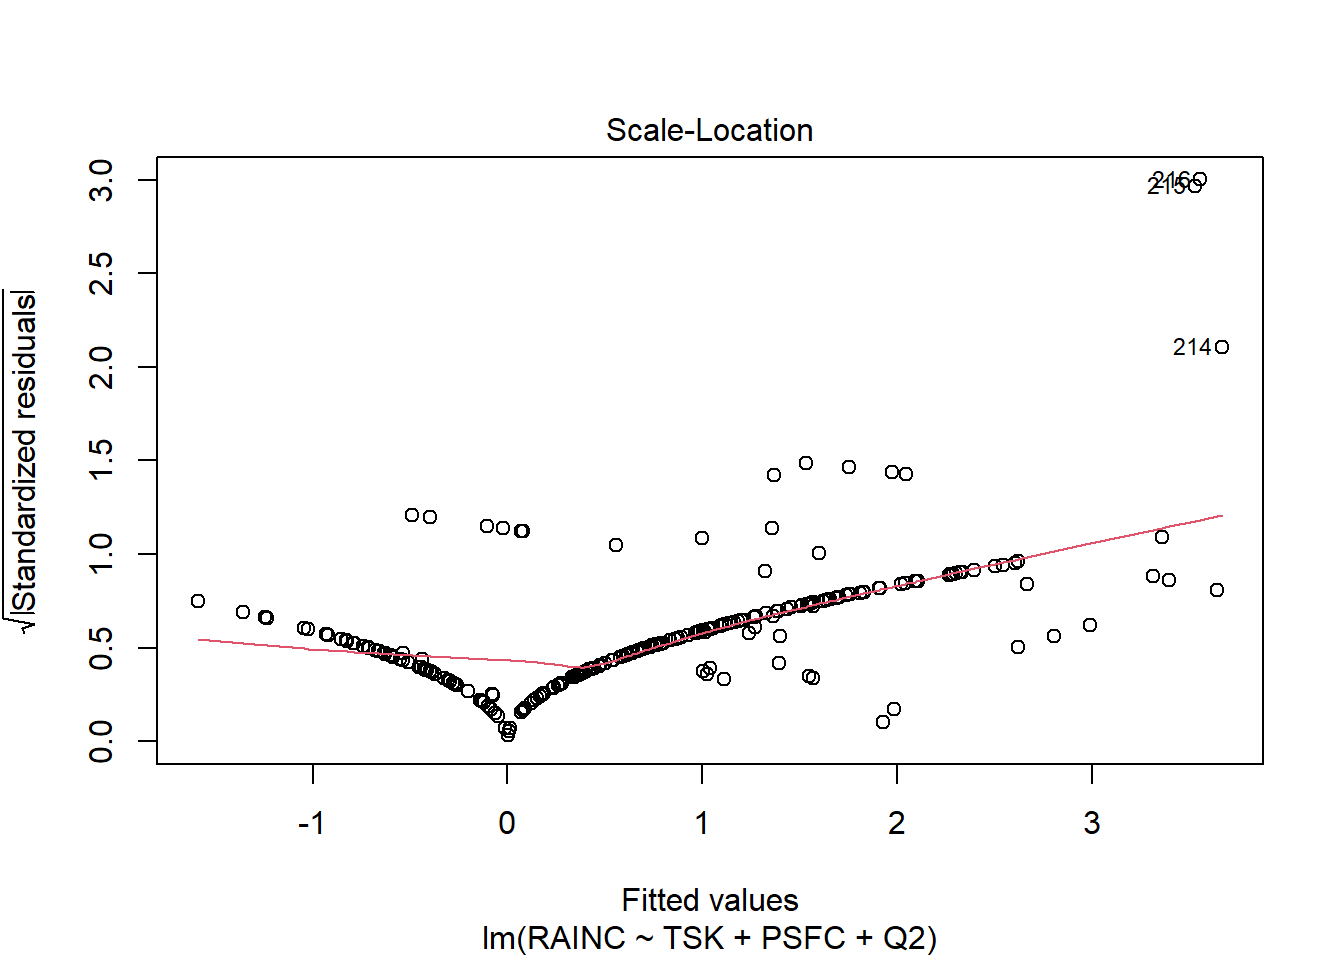 Scale-Location
√|Standardized residuals|
3.0
2.5
2.0
1.5
1.0
0.5
0.0
216
215
214
-1 0 1 2 3
Fitted values
lm(RAINC ~ TSK + PSFC + Q2)